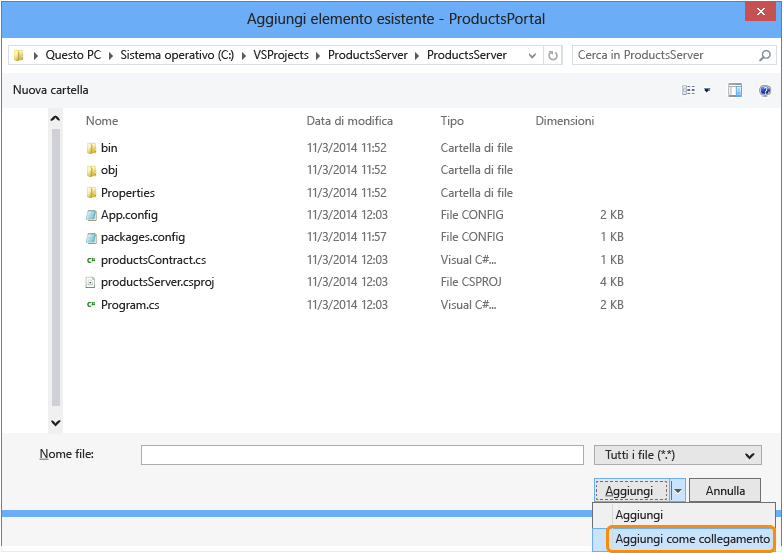 Aggiungi elemento esistente - ProductsPortal
Questo PC Sistema operativo (C:) VSProjects ProductsServer ProductsServer Cerca in ProductsServer
Nuova cartella
Nome Data di modifica Tipo Dimensioni
bin 11/3/2014 11:52 Cartella di file
obj 11/3/2014 11:52 Cartella di file
Properties 11/3/2014 11:52 Cartella di file
App.config 11/3/2014 12:03 File CONFIG 2 KB
packages.config 11/3/2014 11:57 File CONFIG 1 KB
productsContract.cs 11/3/2014 12:03 Visual C#... 1 KB
productsServer.csproj 11/3/2014 12:03 File CSPROJ 4 KB
Program.cs 11/3/2014 12:03 Visual C#... 2 KB
Nome file: Tutti i file (*.*)
Aggiungi Annulla
Aggiungi
Aggiungi come collegamento